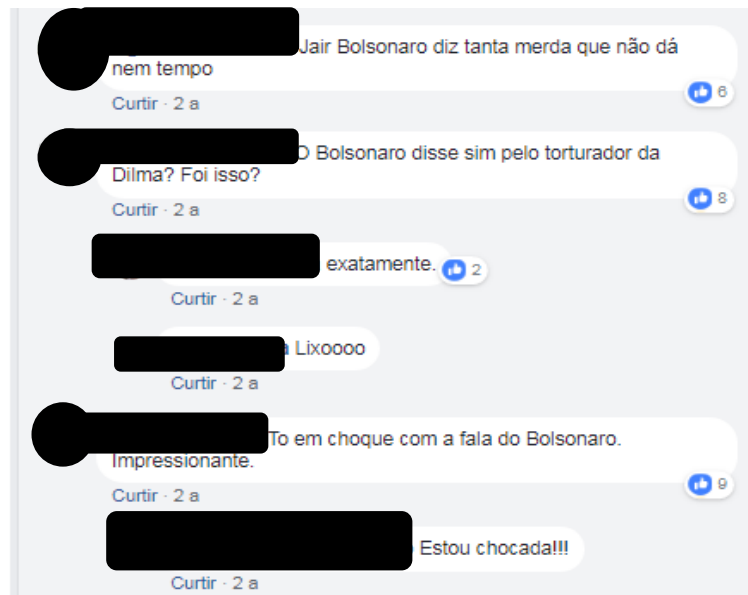 Jair Bolsonaro diz tanta merda que não dá
nem tempo
Curtir · 2 a
6
O Bolsonaro disse sim pelo torturador da
Dilma? Foi isso?
8
Curtir · 2 a
exatamente.
2
Curtir · 2 a
Lixoooo
Curtir · 2 a
To em choque com a fala do Bolsonaro.
Impressionante.
9
Curtir · 2 a
Estou chocada!!!
Curtir · 2 a